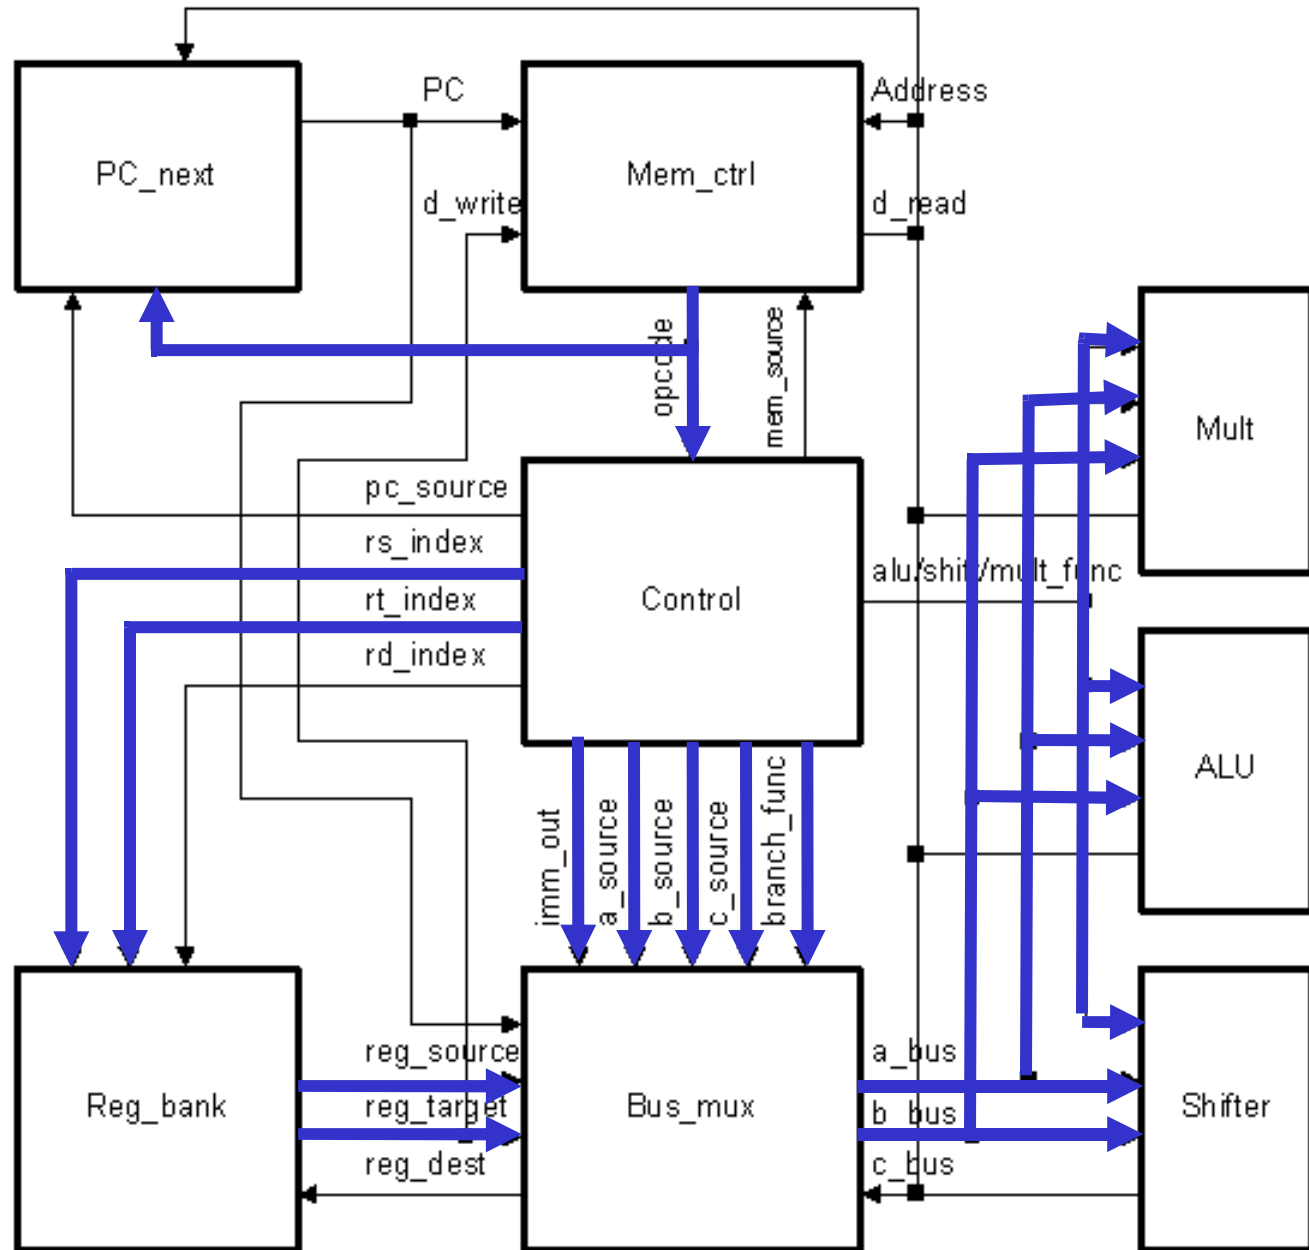 PC
Address
PC_next
Mem_ctrl
d_write
d_read
opcode
mem_source
Mult
pc_source
rs_index
alu/shift/mult_func
rt_index
Control
rd_index
ALU
imm_out
a_source
b_source
c_source
branch_func
reg_source
a_bus
Reg_bank
reg_target
Bus_mux
b_bus
Shifter
reg_dest
c_bus